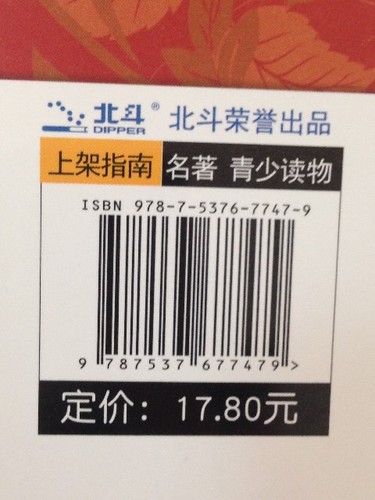 北斗® 北斗荣誉出品
DIPPER
上架指南 名著 青少读物
ISBN 978-7-5376-7747-9
9 787537 677479 >
定价：17.80元